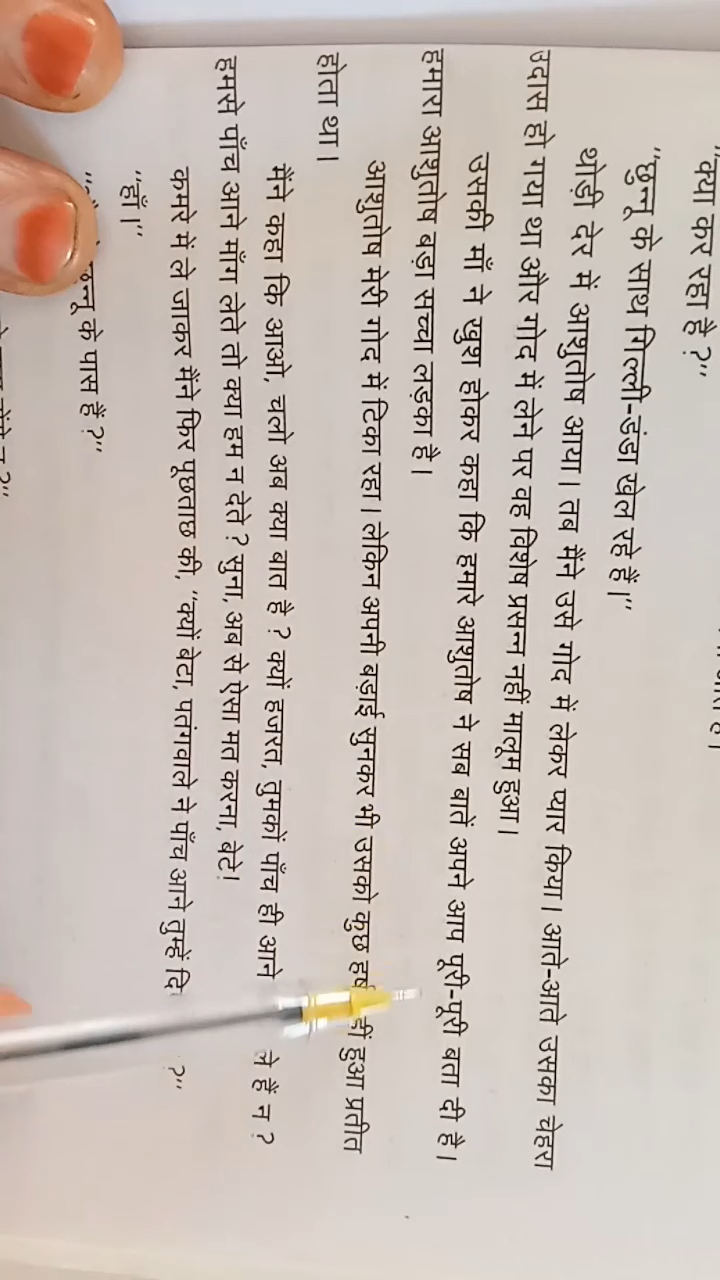 "क्या कर रहा है ?"
"छुन्नू के साथ गिल्ली-डंडा खेल रहे हैं।"
थोड़ी देर में आशुतोष आया। तब मैंने उसे गोद में लेकर प्यार किया। आते-आते उसका चेहरा
उदास हो गया था और गोद में लेने पर वह विशेष प्रसन्न नहीं मालूम हुआ।
उसकी माँ ने खुश होकर कहा कि हमारे आशुतोष ने सब बातें अपने आप पूरी-पूरी बता दी है।
हमारा आशुतोष बड़ा सच्चा लड़का है।
आशुतोष मेरी गोद में टिका रहा। लेकिन अपनी बड़ाई सुनकर भी उसको कुछ हुआ प्रतीत
होता था।
मैंने कहा कि आओ, चलो अब क्या बात है ? क्यों हजरत, तुमकों पाँच ही आने हैं न ?
हमसे पाँच आने माँग लेते तो क्या हम न देते ? सुना, अब से ऐसा मत करना, बेटे।
कमरे में ले जाकर मैंने फिर पूछताछ की, "क्यों बेटा, पतंगवाले ने पाँच आने तुम्हें ?"
"हाँ।"
के पास हैं ?"